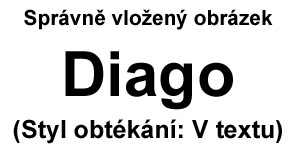 Správně vložený obrázek
Diago
(Styl obtékání: V textu)